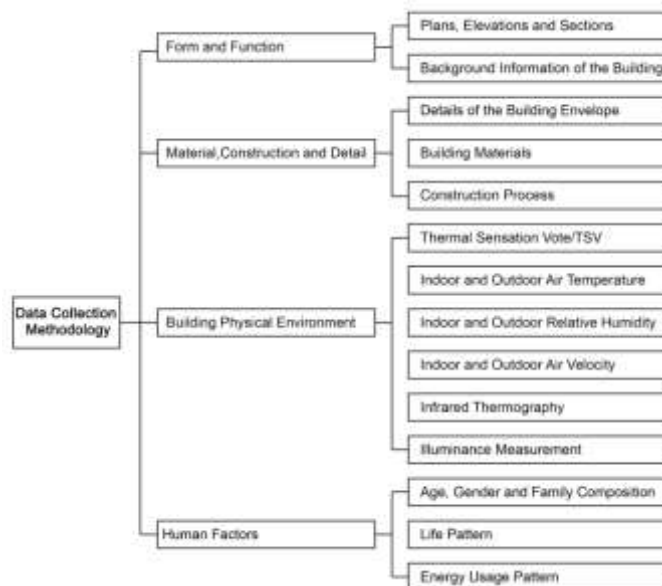 Form and Function
Plans, Elevations and Sections
Background Information of the Building
Material,Construction and Detail
Details of the Building Envelope
Building Materials
Construction Process
Data Collection
Methodology
Building Physical Environment
Thermal Sensation Vote/TSV
Indoor and Outdoor Air Temperature
Indoor and Outdoor Relative Humidity
Indoor and Outdoor Air Velocity
Infrared Thermography
Illuminance Measurement
Human Factors
Age, Gender and Family Composition
Life Pattern
Energy Usage Pattern